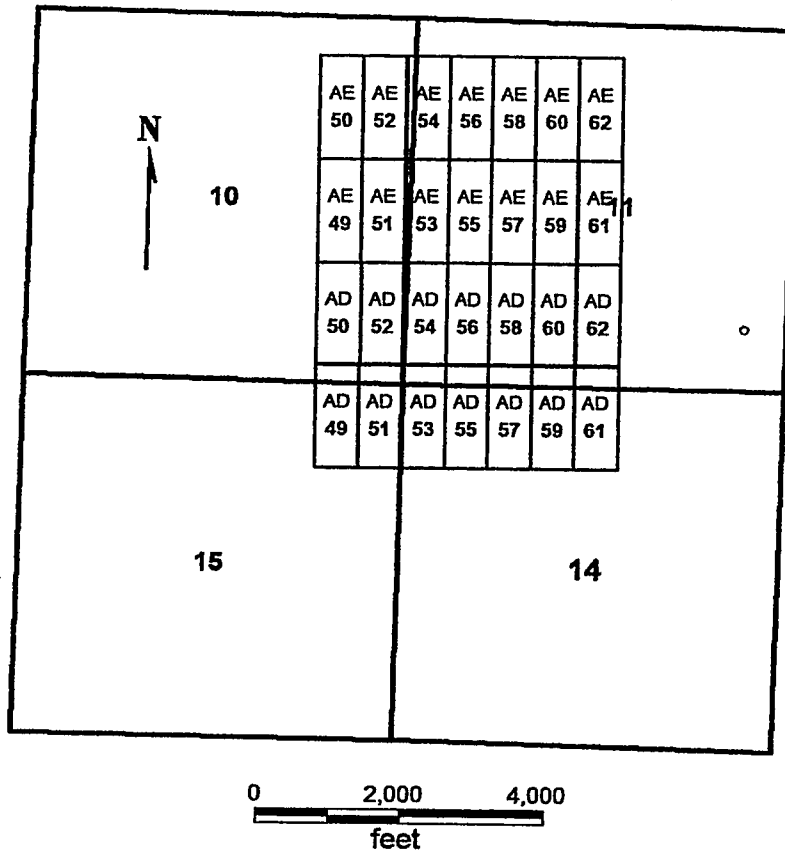 AE AE AE AE AE AE AE
50 52 54 56 58 60 62
N
10
AE AE AE AE AE AE AE
49 51 53 55 57 59 61
11
AD AD AD AD AD AD AD
50 52 54 56 58 60 62
AD AD AD AD AD AD AD
49 51 53 55 57 59 61
15
14
0 2,000 4,000
feet